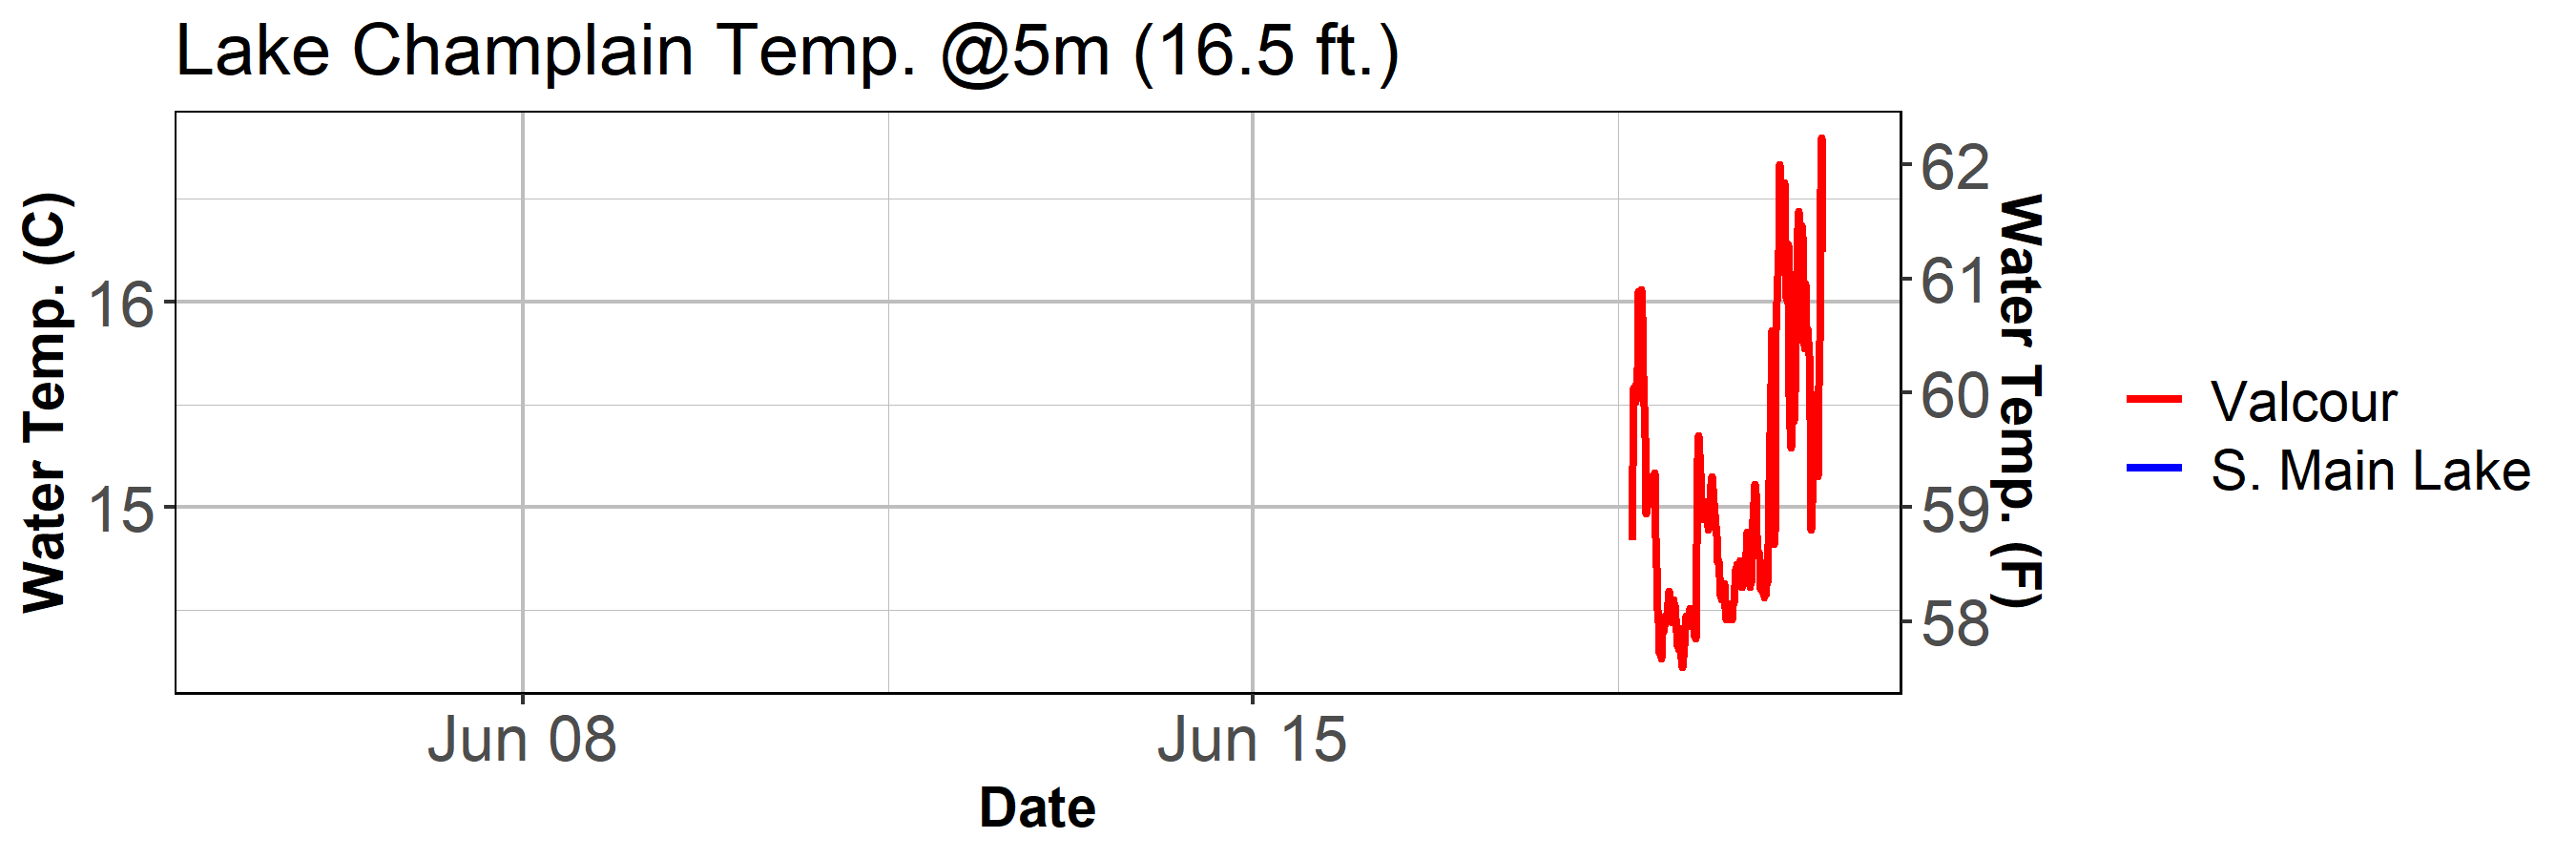 Lake Champlain Temp. @5m (16.5 ft.)
Water Temp. (C)
16
15
62
61
60
59
58
Water Temp. (F)
Jun 08
Jun 15
Date
Valcour
S. Main Lake